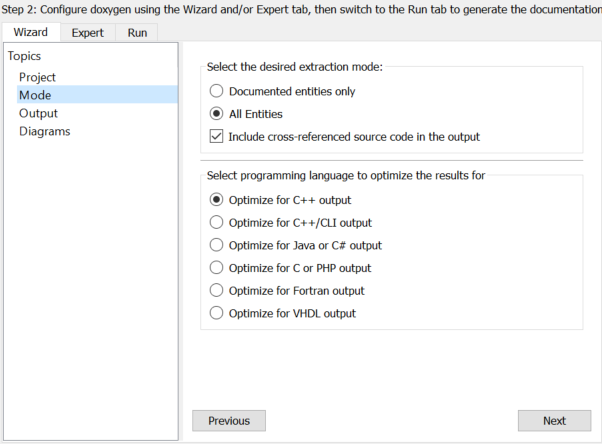 Step 2: Configure doxygen using the Wizard and/or Expert tab, then switch to the Run tab to generate the documentation
Wizard Expert Run
Topics
Project
Mode
Output
Diagrams
Select the desired extraction mode:
Documented entities only
All Entities
Include cross-referenced source code in the output
Select programming language to optimize the results for
Optimize for C++ output
Optimize for C++/CLI output
Optimize for Java or C# output
Optimize for C or PHP output
Optimize for Fortran output
Optimize for VHDL output
Previous Next